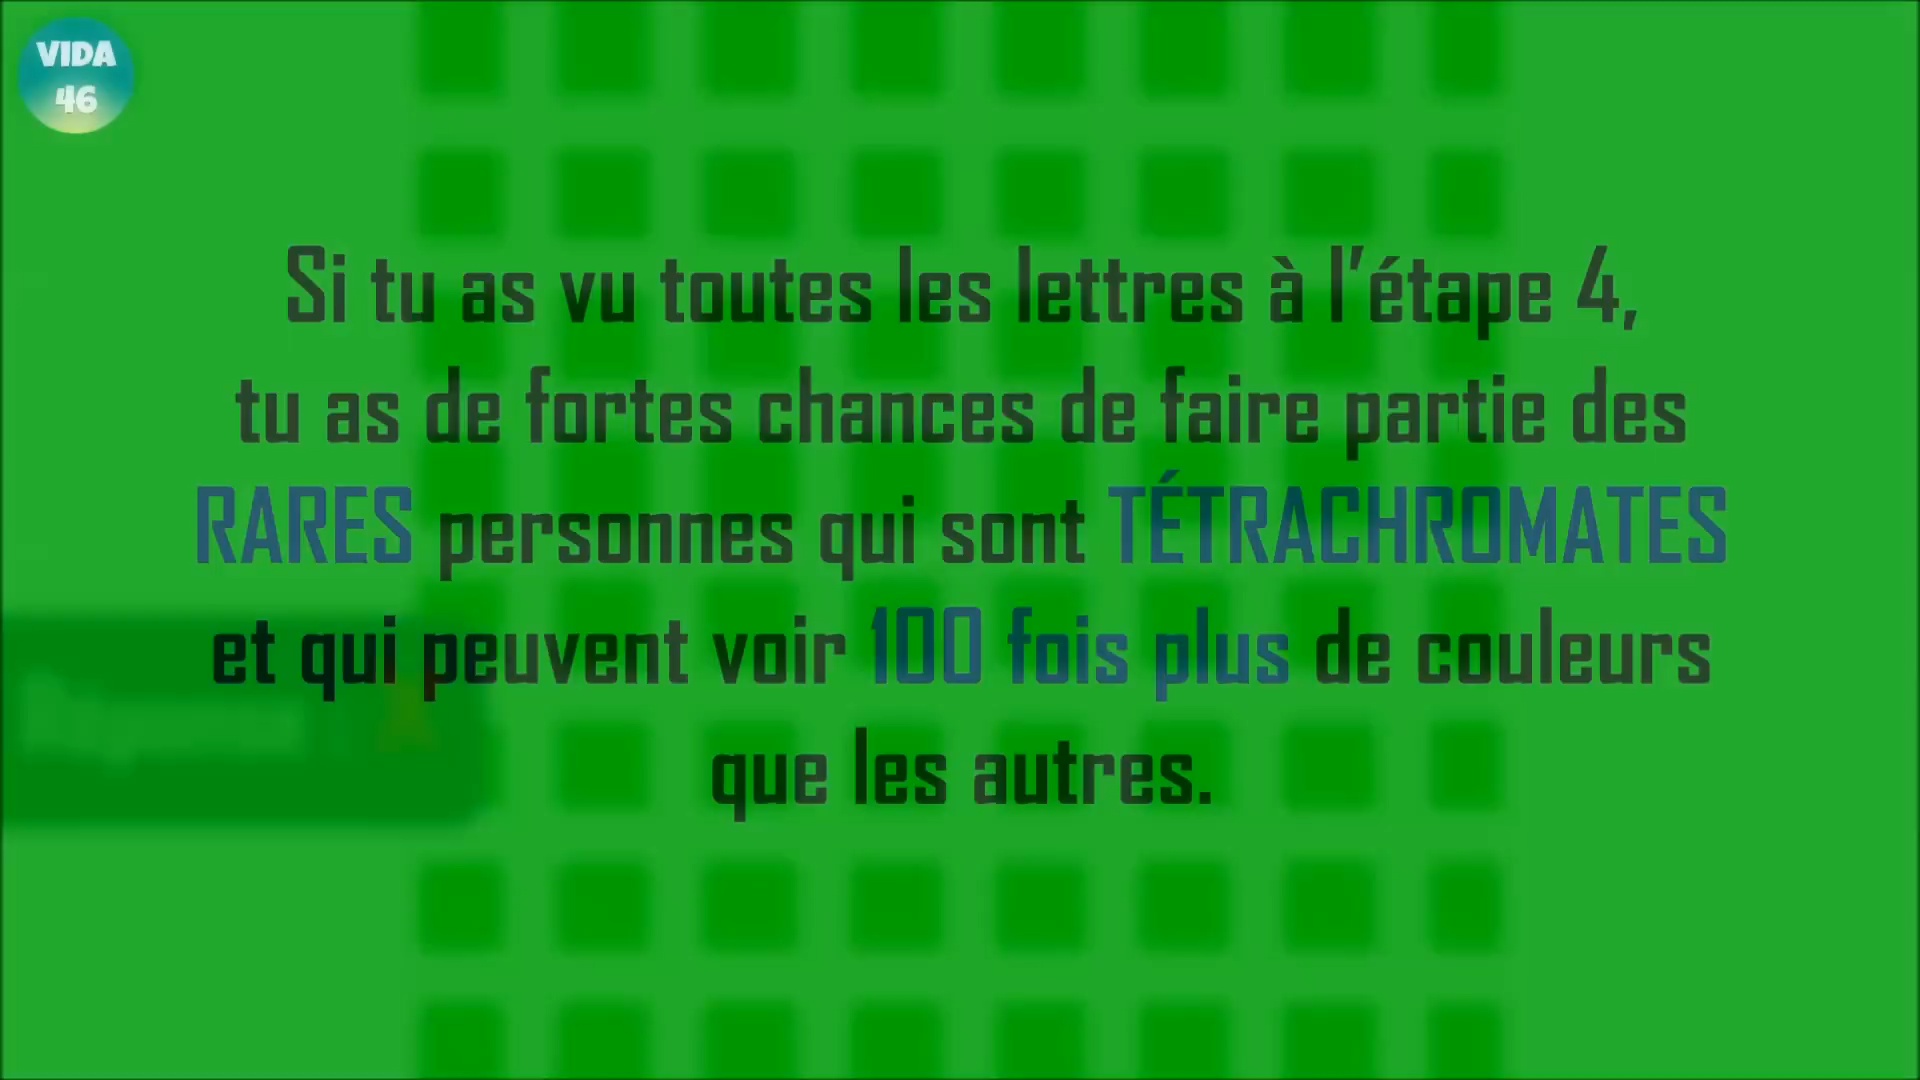 VIDA
46
Si tu as vu toutes les lettres à l'étape 4,
tu as de fortes chances de faire partie des
RARES personnes qui sont TÉTRACHROMATES
et qui peuvent voir 100 fois plus de couleurs
que les autres.